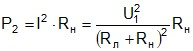 P₂ = I² · Rн = U₁² / (Rл + Rн)² Rн